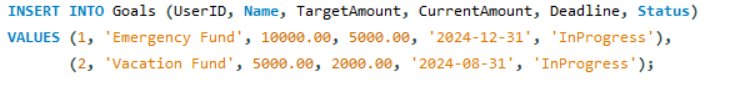 INSERT INTO Goals (UserID, Name, TargetAmount, CurrentAmount, Deadline, Status)
VALUES (1, 'Emergency Fund', 10000.00, 5000.00, '2024-12-31', 'InProgress'),
(2, 'Vacation Fund', 5000.00, 2000.00, '2024-08-31', 'InProgress');